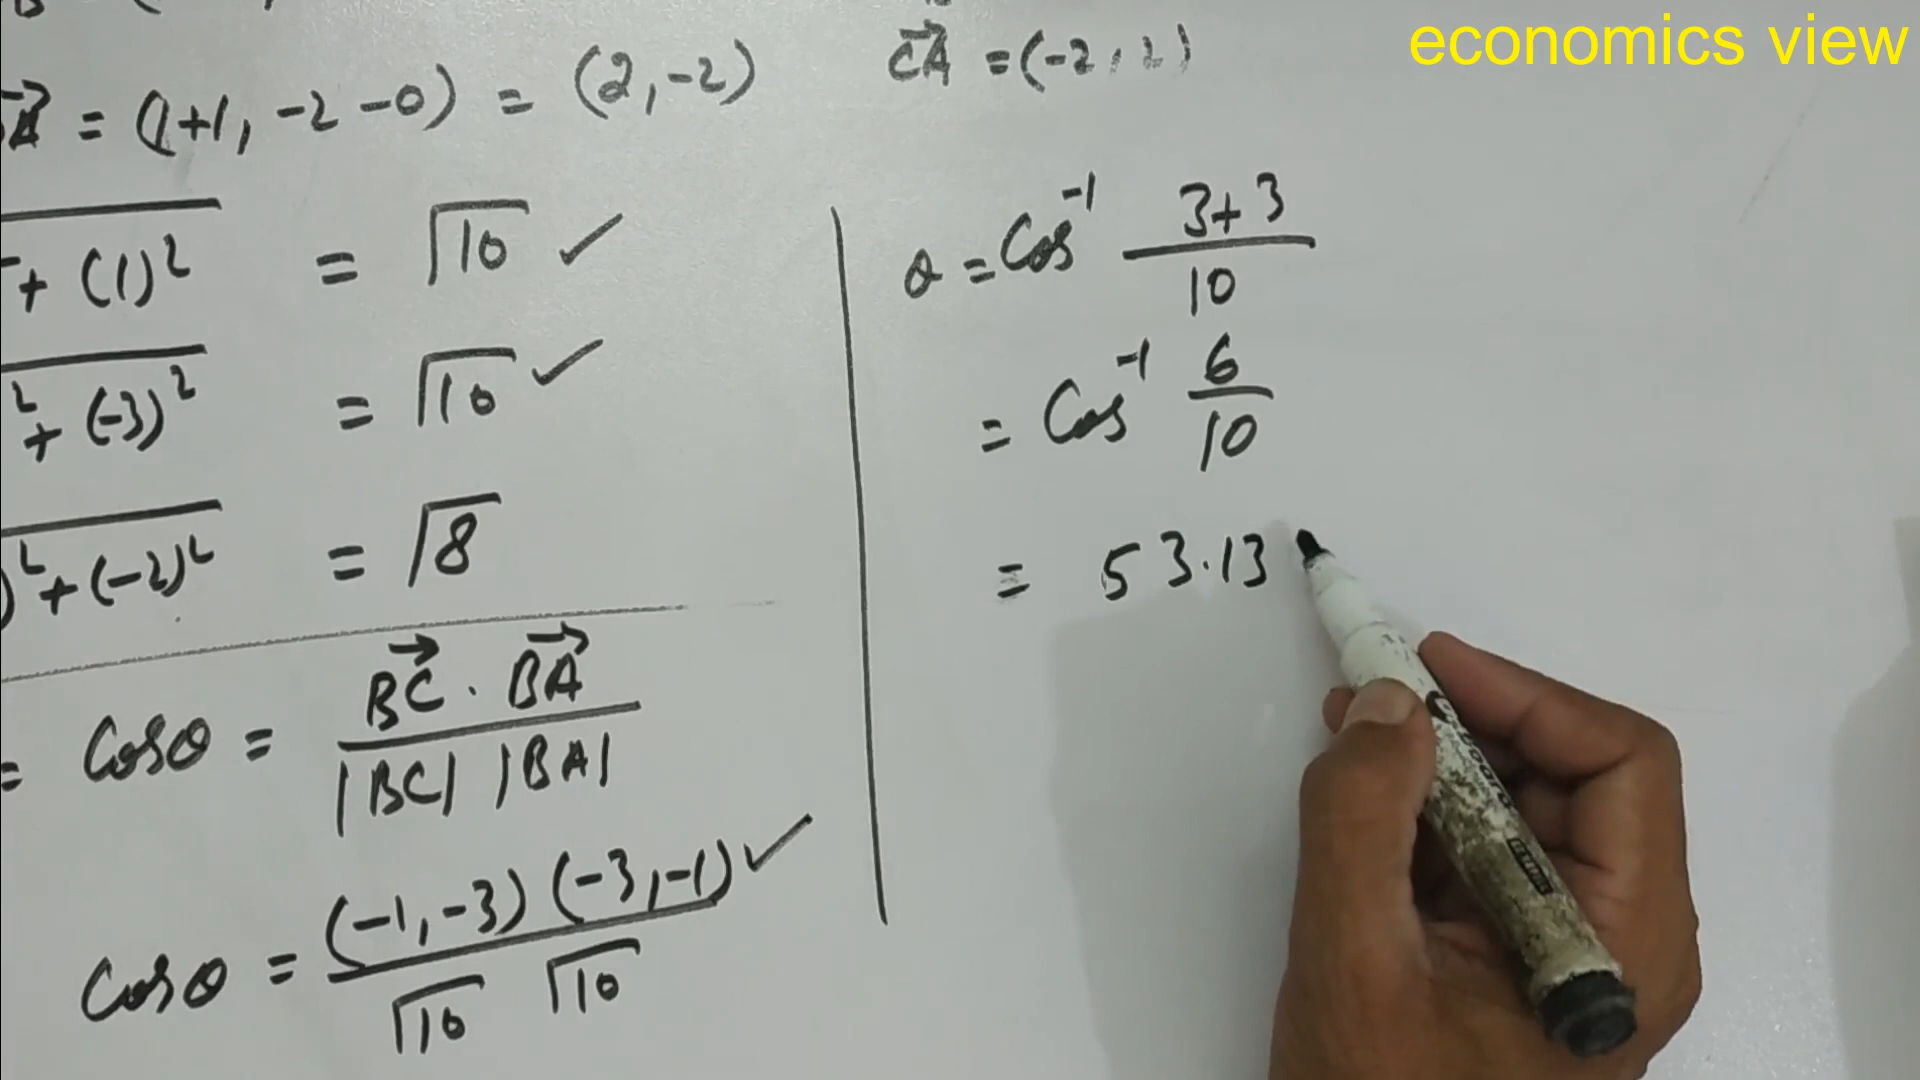 economics view
A⃗ = (1+1, -2-0) = (2, -2)
CA⃗ = (-2, 2)
+ (1)² = √10 ✓
² + (-3)² = √10 ✓
)² + (-2)² = √8
= Cosθ = BC⃗ . BA⃗ / |BC| |BA|
Cosθ = (-1, -3) (-3, -1) / √10 √10 ✓
θ = Cos⁻¹ 3+3 / 10
= Cos⁻¹ 6 / 10
= 53.13